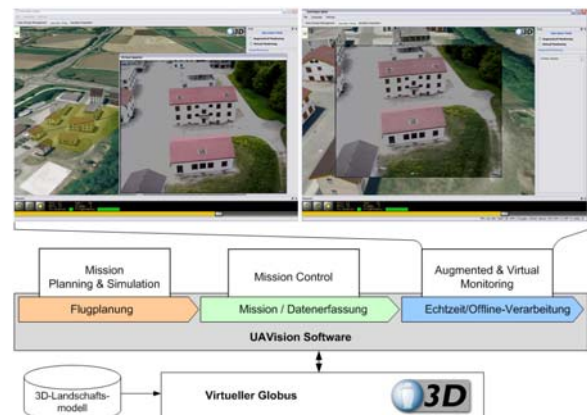 3D
3D
Mission
Planning & Simulation
Mission Control
Augmented & Virtual
Monitoring
Flugplanung
Mission / Datenerfassung
Echtzeit/Offline-Verarbeitung
UAVision Software
3D-Landschafts-
modell
Virtueller Globus
i3D